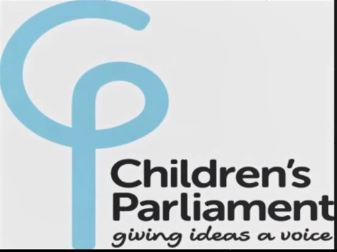 Children's
Parliament
giving ideas a voice